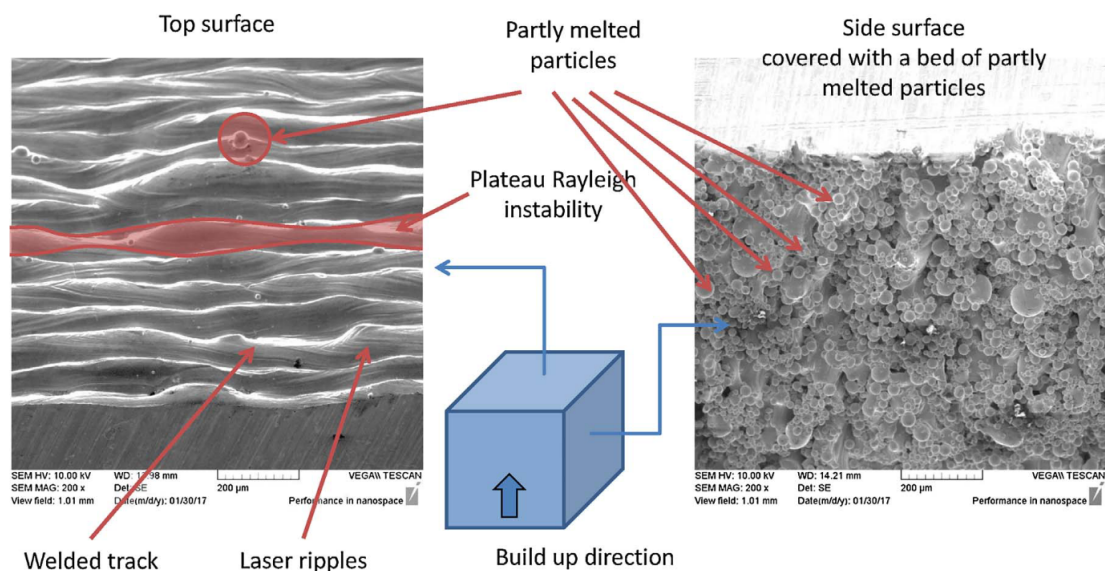 Top surface
Partly melted
particles
Side surface
covered with a bed of partly
melted particles
Plateau Rayleigh
instability
SEM HV: 10.00 kV
SEM MAG: 200 x
Det: SE
View field: 1.01 mm
Date(m/d/y): 01/30/17
200 µm
VEGA\\ TESCAN
Performance in nanospace
SEM HV: 10.00 kV
WD: 14.21 mm
SEM MAG: 200 x
Det: SE
View field: 1.01 mm
Date(m/d/y): 01/30/17
200 µm
VEGA\\ TESCAN
Performance in nanospace
Welded track
Laser ripples
Build up direction